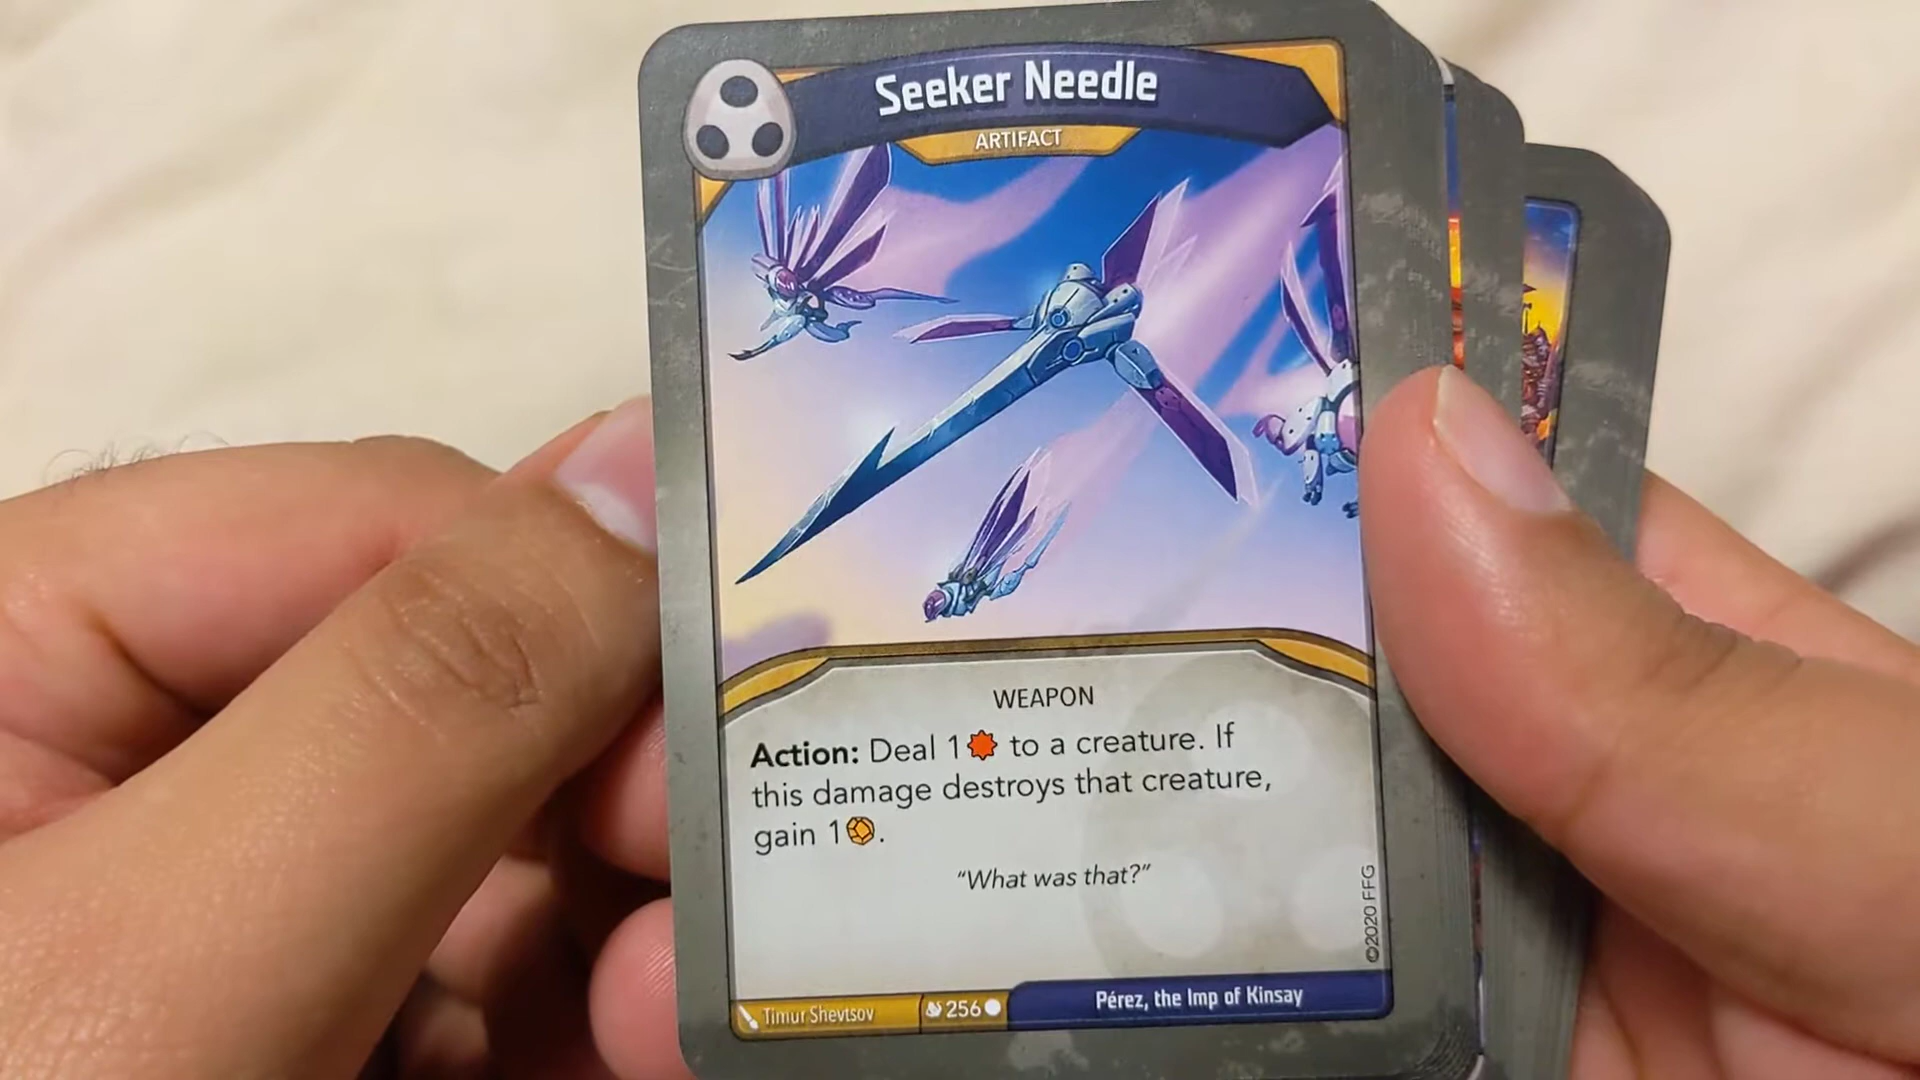 Seeker Needle
ARTIFACT
WEAPON
Action: Deal 1 to a creature. If
this damage destroys that creature,
gain 1.
“What was that?”
©2020 FFG
Timur Shevtsov
256
Pérez, the Imp of Kinsay